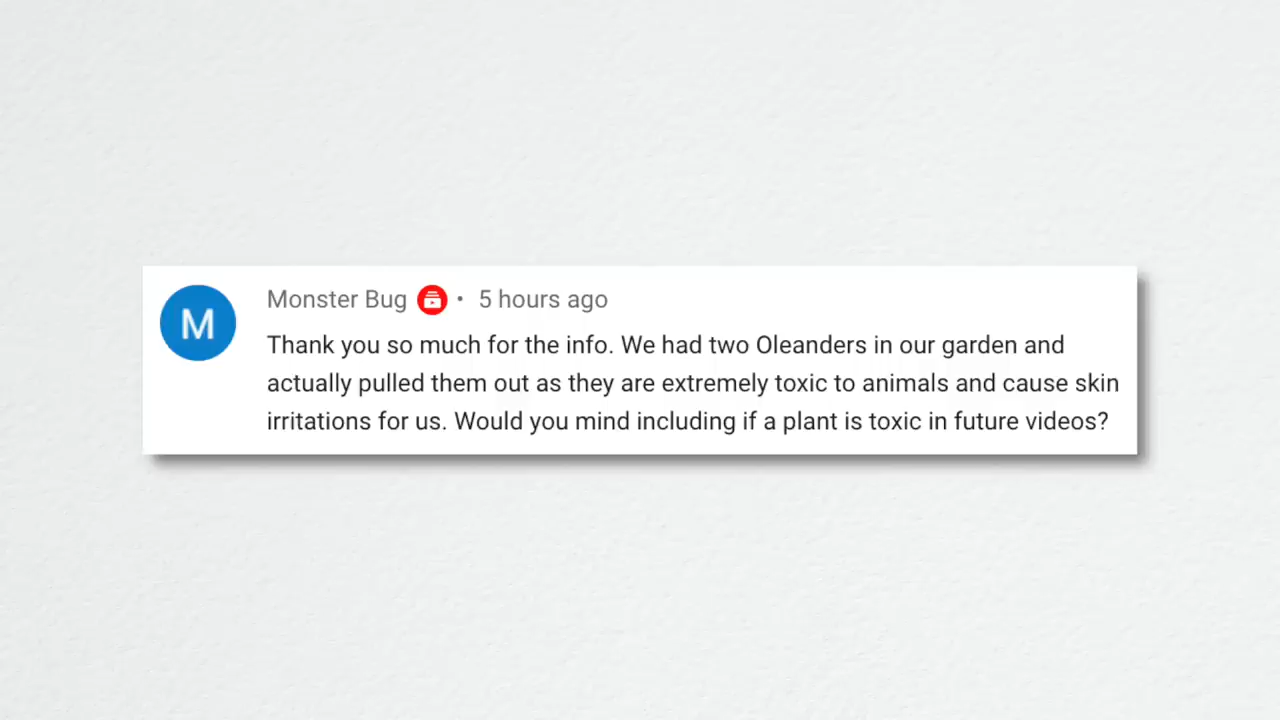 M
Monster Bug • 5 hours ago
Thank you so much for the info. We had two Oleanders in our garden and
actually pulled them out as they are extremely toxic to animals and cause skin
irritations for us. Would you mind including if a plant is toxic in future videos?